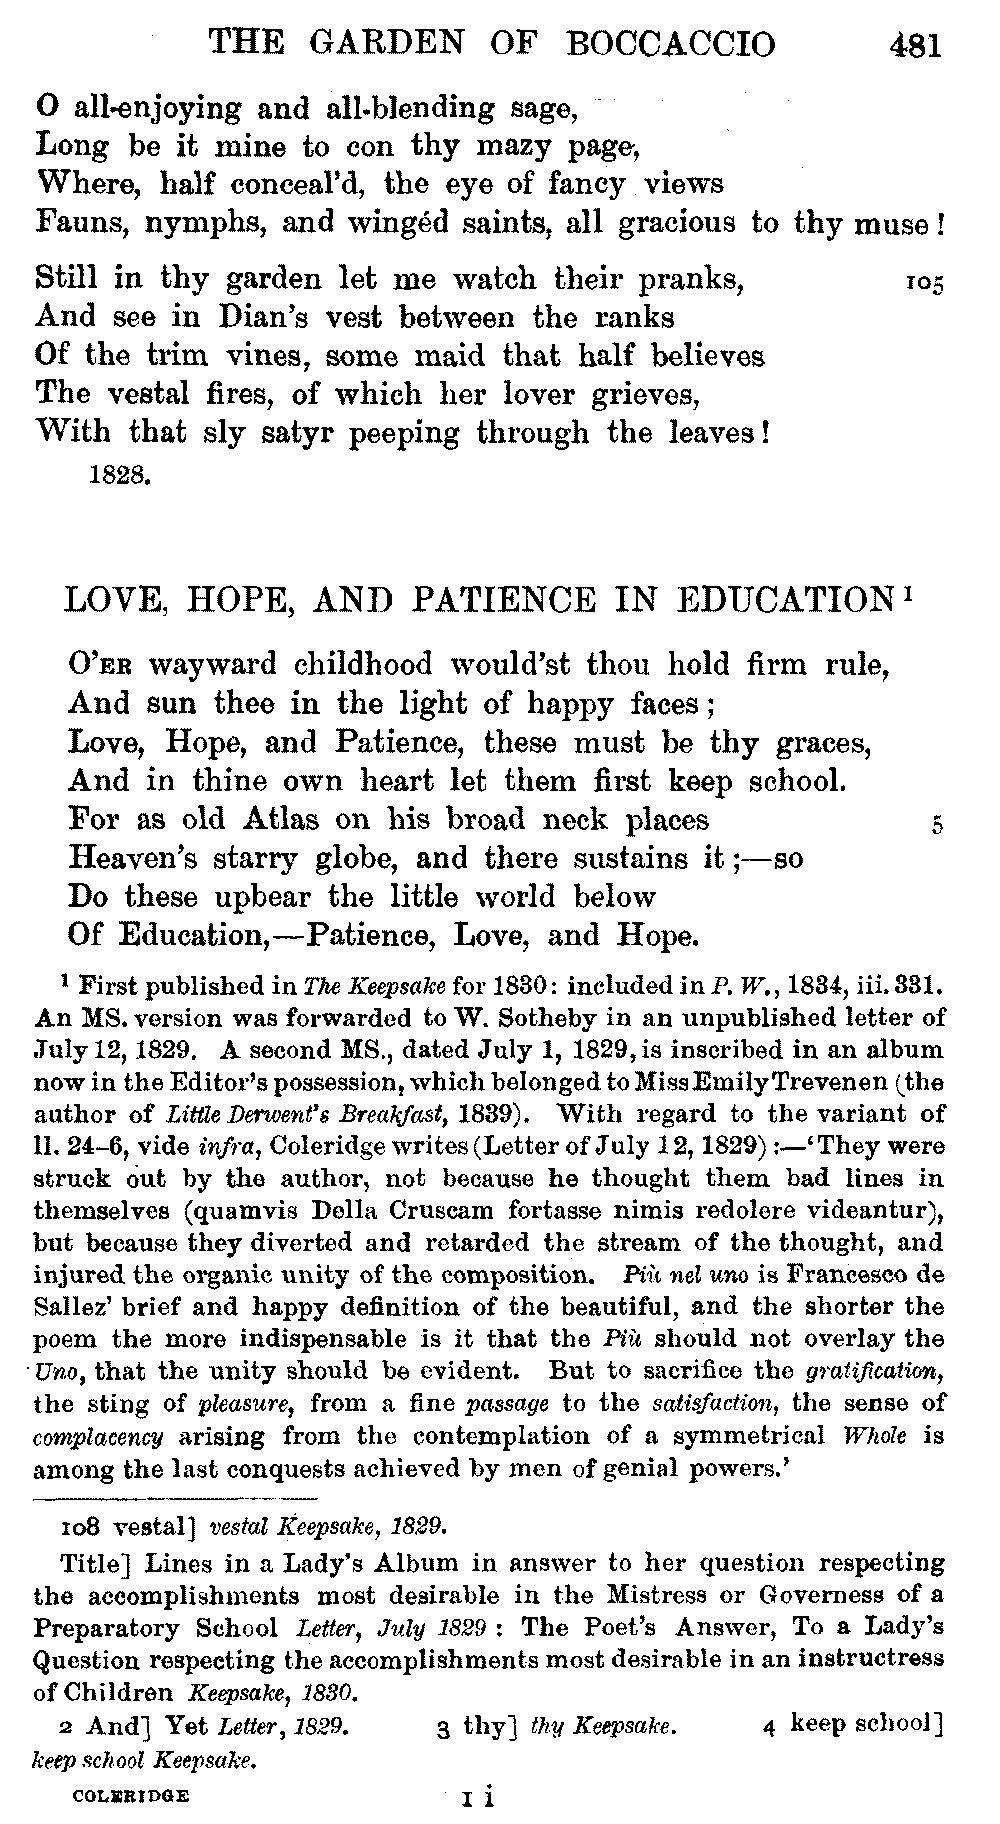 THE GARDEN OF BOCCACCIO 481
O all-enjoying and all-blending sage,
Long be it mine to con thy mazy page,
Where, half conceal'd, the eye of fancy views
Fauns, nymphs, and wingéd saints, all gracious to thy muse!
Still in thy garden let me watch their pranks, 105
And see in Dian's vest between the ranks
Of the trim vines, some maid that half believes
The vestal fires, of which her lover grieves,
With that sly satyr peeping through the leaves!
1828.
LOVE, HOPE, AND PATIENCE IN EDUCATION¹
O'ER wayward childhood would'st thou hold firm rule,
And sun thee in the light of happy faces;
Love, Hope, and Patience, these must be thy graces,
And in thine own heart let them first keep school.
For as old Atlas on his broad neck places 5
Heaven's starry globe, and there sustains it;—so
Do these upbear the little world below
Of Education,—Patience, Love, and Hope.
¹ First published in The Keepsake for 1830: included in P. W., 1834, iii. 331.
An MS. version was forwarded to W. Sotheby in an unpublished letter of
July 12, 1829. A second MS., dated July 1, 1829, is inscribed in an album
now in the Editor's possession, which belonged to Miss Emily Trevenen (the
author of Little Derwent's Breakfast, 1839). With regard to the variant of
ll. 24–6, vide infra, Coleridge writes (Letter of July 12, 1829):—'They were
struck out by the author, not because he thought them bad lines in
themselves (quamvis Della Cruscam fortasse nimis redolere videantur),
but because they diverted and retarded the stream of the thought, and
injured the organic unity of the composition. Più nel uno is Francesco de
Sallez' brief and happy definition of the beautiful, and the shorter the
poem the more indispensable is it that the Più should not overlay the
Uno, that the unity should be evident. But to sacrifice the gratification,
the sting of pleasure, from a fine passage to the satisfaction, the sense of
complacency arising from the contemplation of a symmetrical Whole is
among the last conquests achieved by men of genial powers.'
108 vestal] vestal Keepsake, 1829.
Title] Lines in a Lady's Album in answer to her question respecting
the accomplishments most desirable in the Mistress or Governess of a
Preparatory School Letter, July 1829: The Poet's Answer, To a Lady's
Question respecting the accomplishments most desirable in an instructress
of Children Keepsake, 1830.
2 And] Yet Letter, 1829. 3 thy] thy Keepsake. 4 keep school]
keep school Keepsake.
COLERIDGE I i